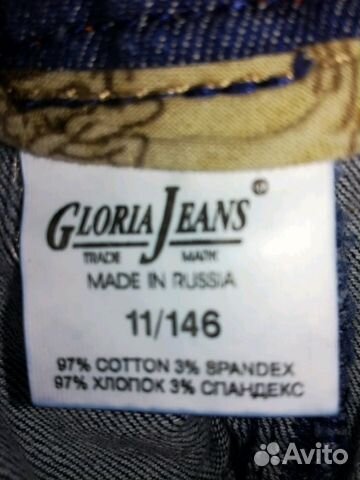 GLORIA JEANS®
TRADE MARK
MADE IN RUSSIA
11/146
97% COTTON 3% SPANDEX
97% ХЛОПОК 3% СПАНДЕКС
Avito